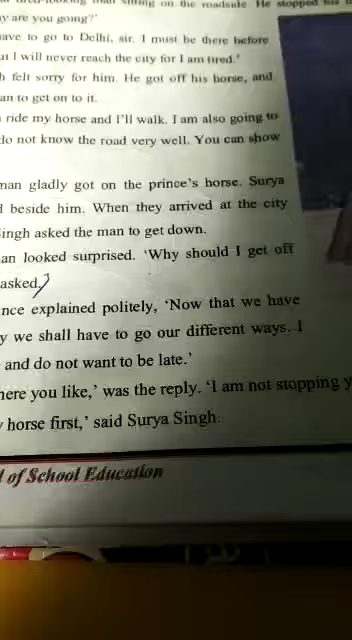 man sitting on the roadside. He stopped his
y are you going?'
ave to go to Delhi, sir. I must be there before
t I will never reach the city for I am tired.'
h felt sorry for him. He got off his horse, and
an to get on to it.
ride my horse and I'll walk. I am also going to
do not know the road very well. You can show
man gladly got on the prince's horse. Surya
beside him. When they arrived at the city
ingh asked the man to get down.
an looked surprised. 'Why should I get off
asked.
nce explained politely, 'Now that we have
y we shall have to go our different ways. I
and do not want to be late.'
here you like,' was the reply. 'I am not stopping y
horse first,' said Surya Singh.
of School Education